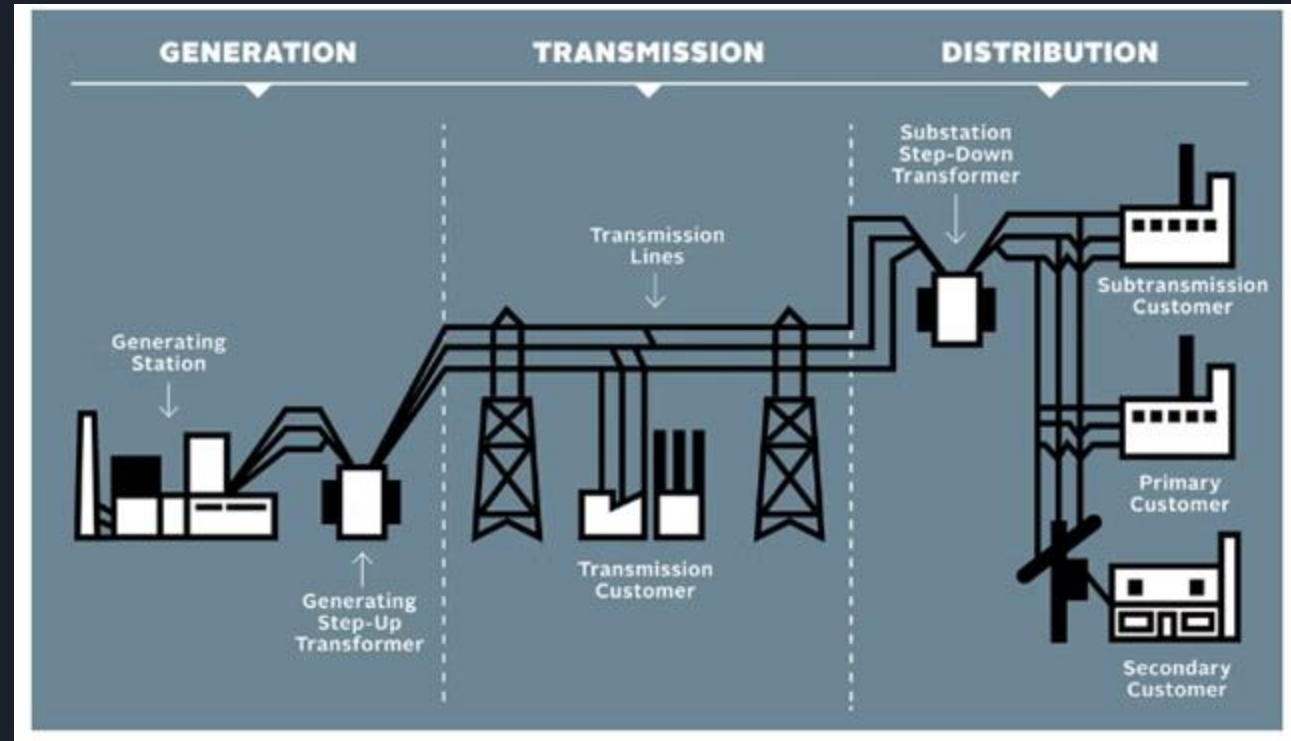 GENERATION
TRANSMISSION
DISTRIBUTION
Generating
Station
Generating
Step-Up
Transformer
Transmission
Lines
Transmission
Customer
Substation
Step-Down
Transformer
Subtransmission
Customer
Primary
Customer
Secondary
Customer